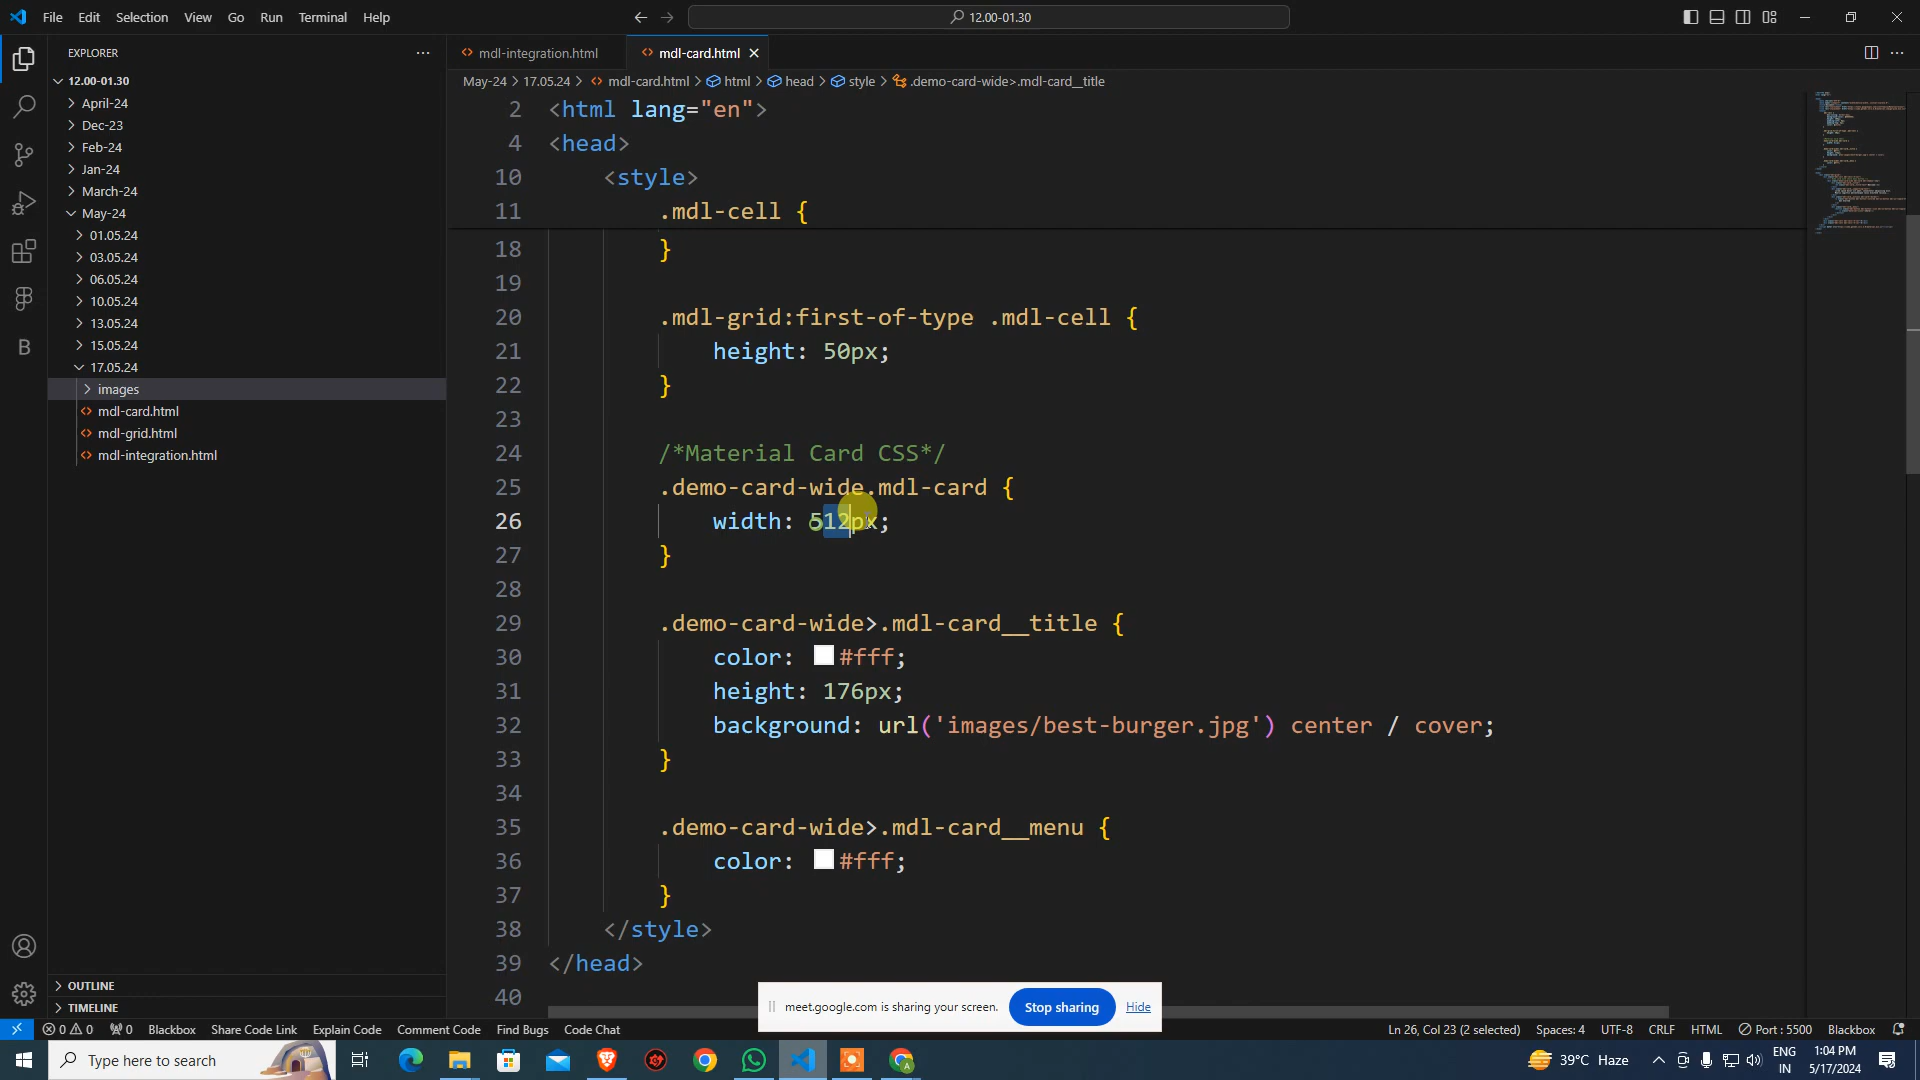 File Edit Selection View Go Run Terminal Help
12.00-01.30
EXPLORER
12.00-01.30
April-24
Dec-23
Feb-24
Jan-24
March-24
May-24
01.05.24
03.05.24
06.05.24
10.05.24
13.05.24
15.05.24
17.05.24
images
mdl-card.html
mdl-grid.html
mdl-integration.html
OUTLINE
TIMELINE
mdl-integration.html mdl-card.html
May-24 > 17.05.24 > mdl-card.html > html > head > style > .demo-card-wide>.mdl-card__title
2 <html lang="en">
4 <head>
10 <style>
11 .mdl-cell {
18 }
19
20 .mdl-grid:first-of-type .mdl-cell {
21 height: 50px;
22 }
23
24 /*Material Card CSS*/
25 .demo-card-wide.mdl-card {
26 width: 512px;
27 }
28
29 .demo-card-wide>.mdl-card__title {
30 color: #fff;
31 height: 176px;
32 background: url('images/best-burger.jpg') center / cover;
33 }
34
35 .demo-card-wide>.mdl-card__menu {
36 color: #fff;
37 }
38 </style>
39 </head>
40
meet.google.com is sharing your screen. Stop sharing Hide
0 0 0 Blackbox Share Code Link Explain Code Comment Code Find Bugs Code Chat Ln 26, Col 23 (2 selected) Spaces: 4 UTF-8 CRLF HTML Port : 5500 Blackbox
Type here to search 39°C Haze ENG IN 1:04 PM 5/17/2024